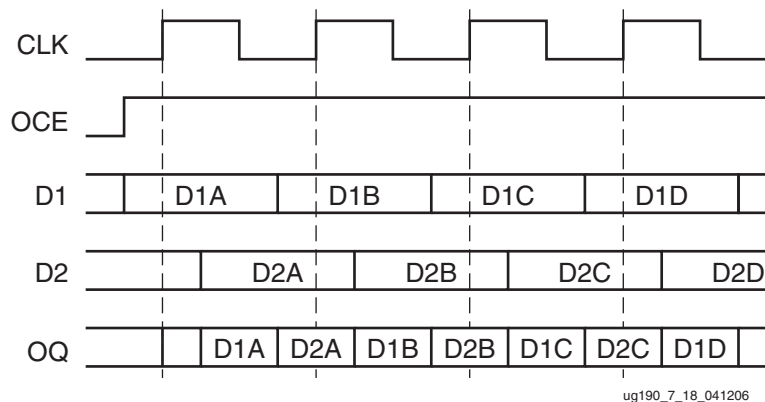 CLK
OCE
D1 D1A D1B D1C D1D
D2 D2A D2B D2C D2D
OQ D1A D2A D1B D2B D1C D2C D1D
ug190_7_18_041206